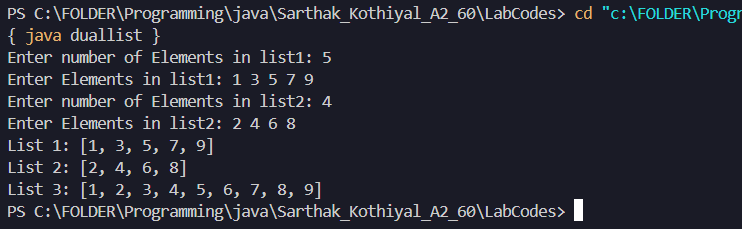 PS C:\FOLDER\Programming\java\Sarthak_Kothiyal_A2_60\LabCodes> cd "c:\FOLDER\Progr
{ java duallist }
Enter number of Elements in list1: 5
Enter Elements in list1: 1 3 5 7 9
Enter number of Elements in list2: 4
Enter Elements in list2: 2 4 6 8
List 1: [1, 3, 5, 7, 9]
List 2: [2, 4, 6, 8]
List 3: [1, 2, 3, 4, 5, 6, 7, 8, 9]
PS C:\FOLDER\Programming\java\Sarthak_Kothiyal_A2_60\LabCodes>